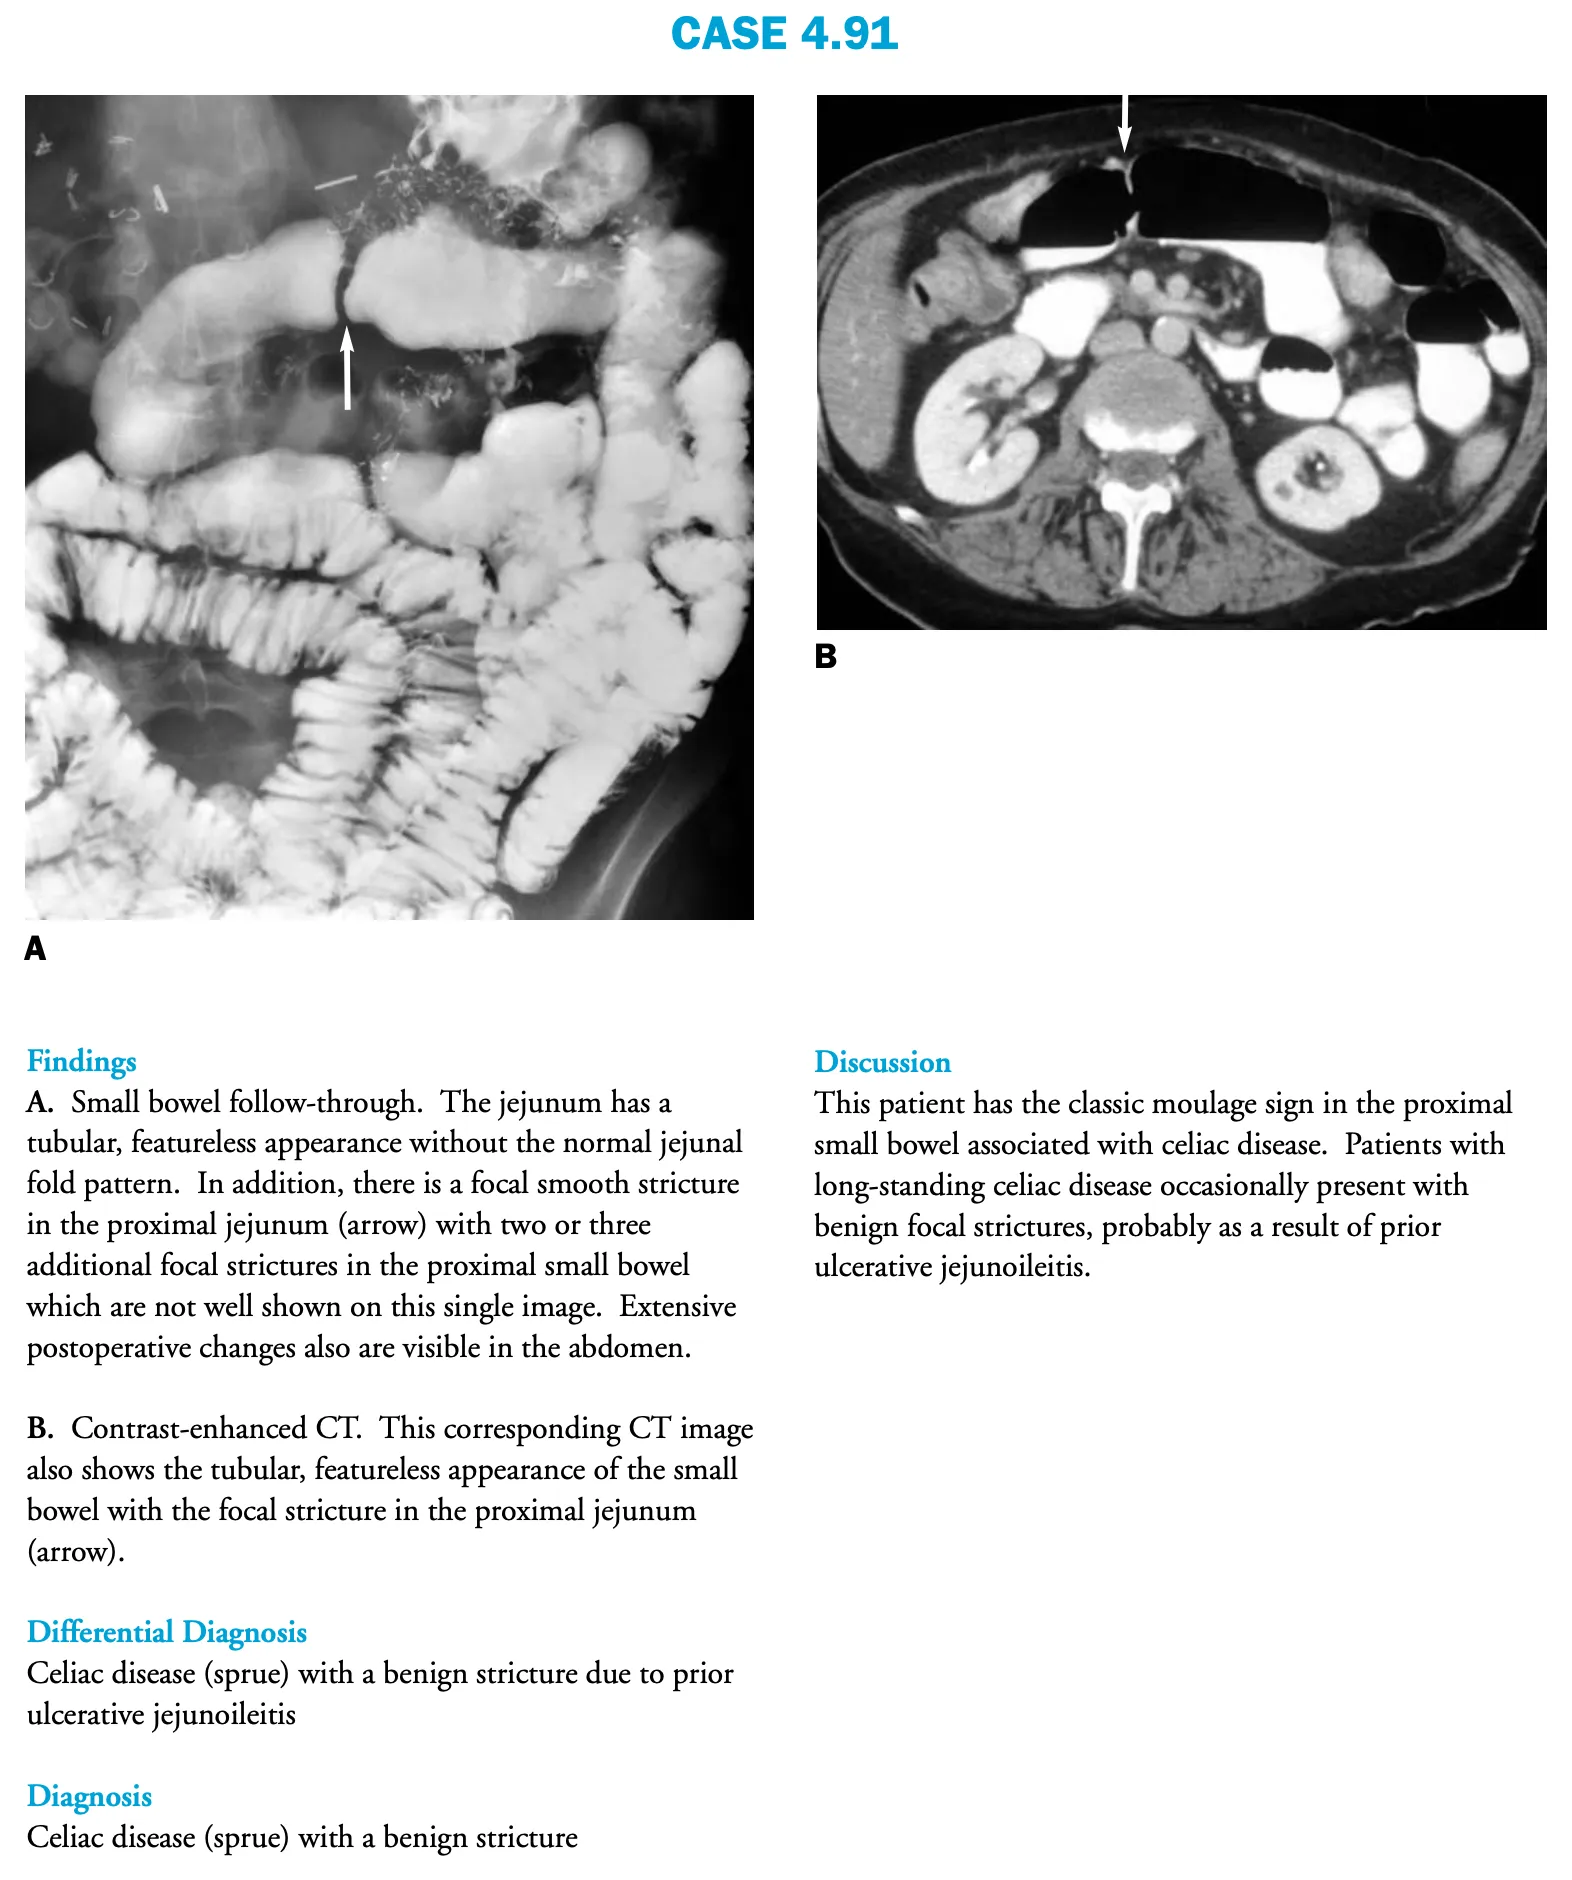 CASE 4.91
A
B
Findings
A. Small bowel follow-through. The jejunum has a
tubular, featureless appearance without the normal jejunal
fold pattern. In addition, there is a focal smooth stricture
in the proximal jejunum (arrow) with two or three
additional focal strictures in the proximal small bowel
which are not well shown on this single image. Extensive
postoperative changes also are visible in the abdomen.
B. Contrast-enhanced CT. This corresponding CT image
also shows the tubular, featureless appearance of the small
bowel with the focal stricture in the proximal jejunum
(arrow).
Differential Diagnosis
Celiac disease (sprue) with a benign stricture due to prior
ulcerative jejunoileitis
Diagnosis
Celiac disease (sprue) with a benign stricture
Discussion
This patient has the classic moulage sign in the proximal
small bowel associated with celiac disease. Patients with
long-standing celiac disease occasionally present with
benign focal strictures, probably as a result of prior
ulcerative jejunoileitis.